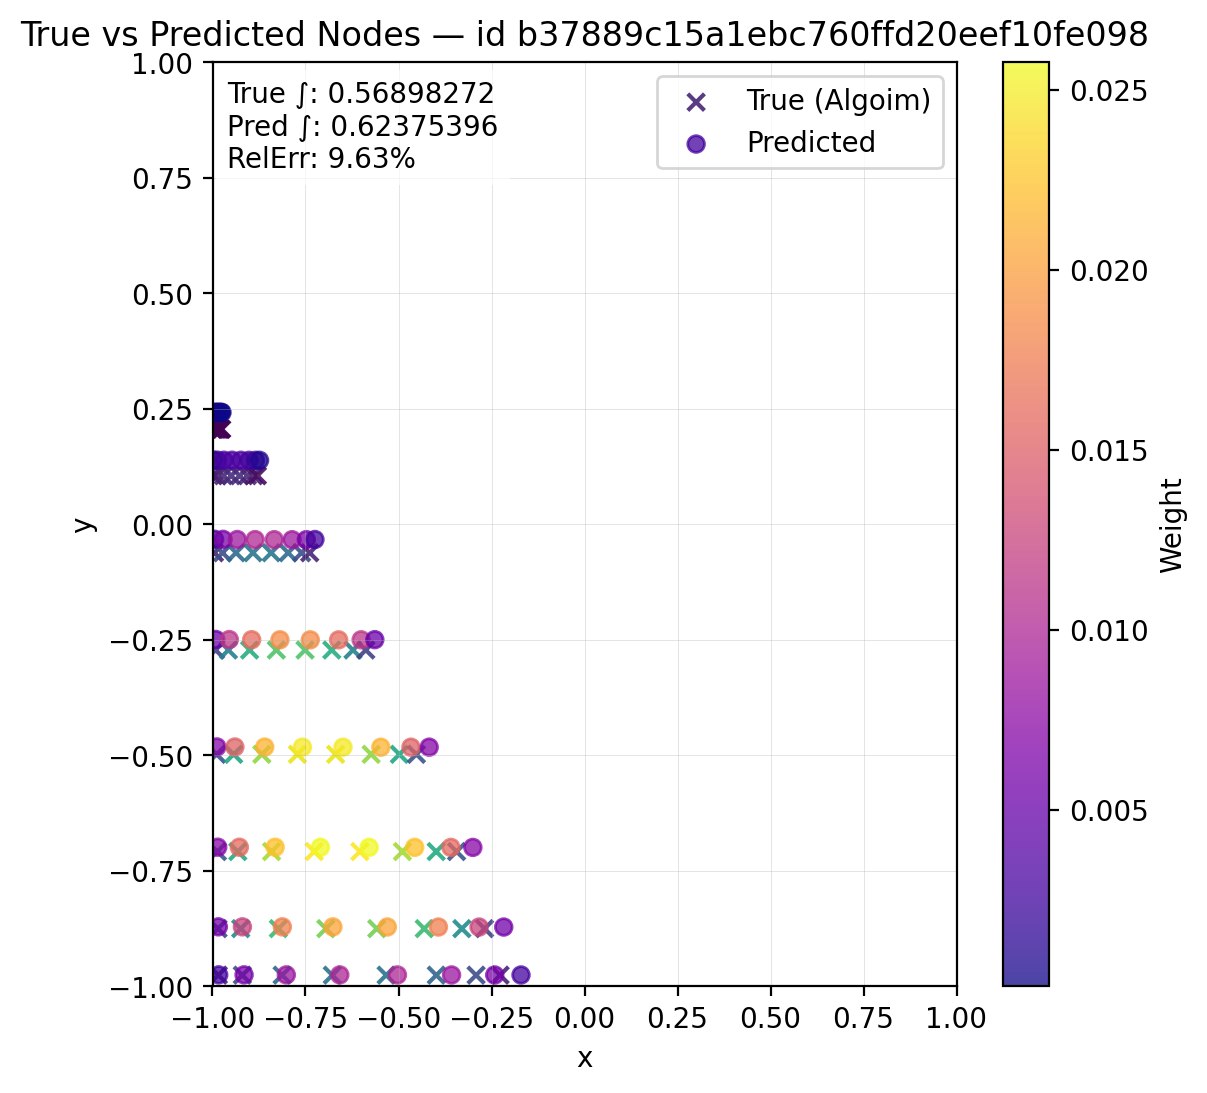 True vs Predicted Nodes — id b37889c15a1ebc760ffd20eef10fe098
True ∫: 0.56898272
Pred ∫: 0.62375396
RelErr: 9.63%
True (Algoim)
Predicted
1.00
0.75
0.50
0.25
0.00
−0.25
−0.50
−0.75
−1.00
y
−1.00 −0.75 −0.50 −0.25 0.00 0.25 0.50 0.75 1.00
x
0.025
0.020
0.015
0.010
0.005
Weight